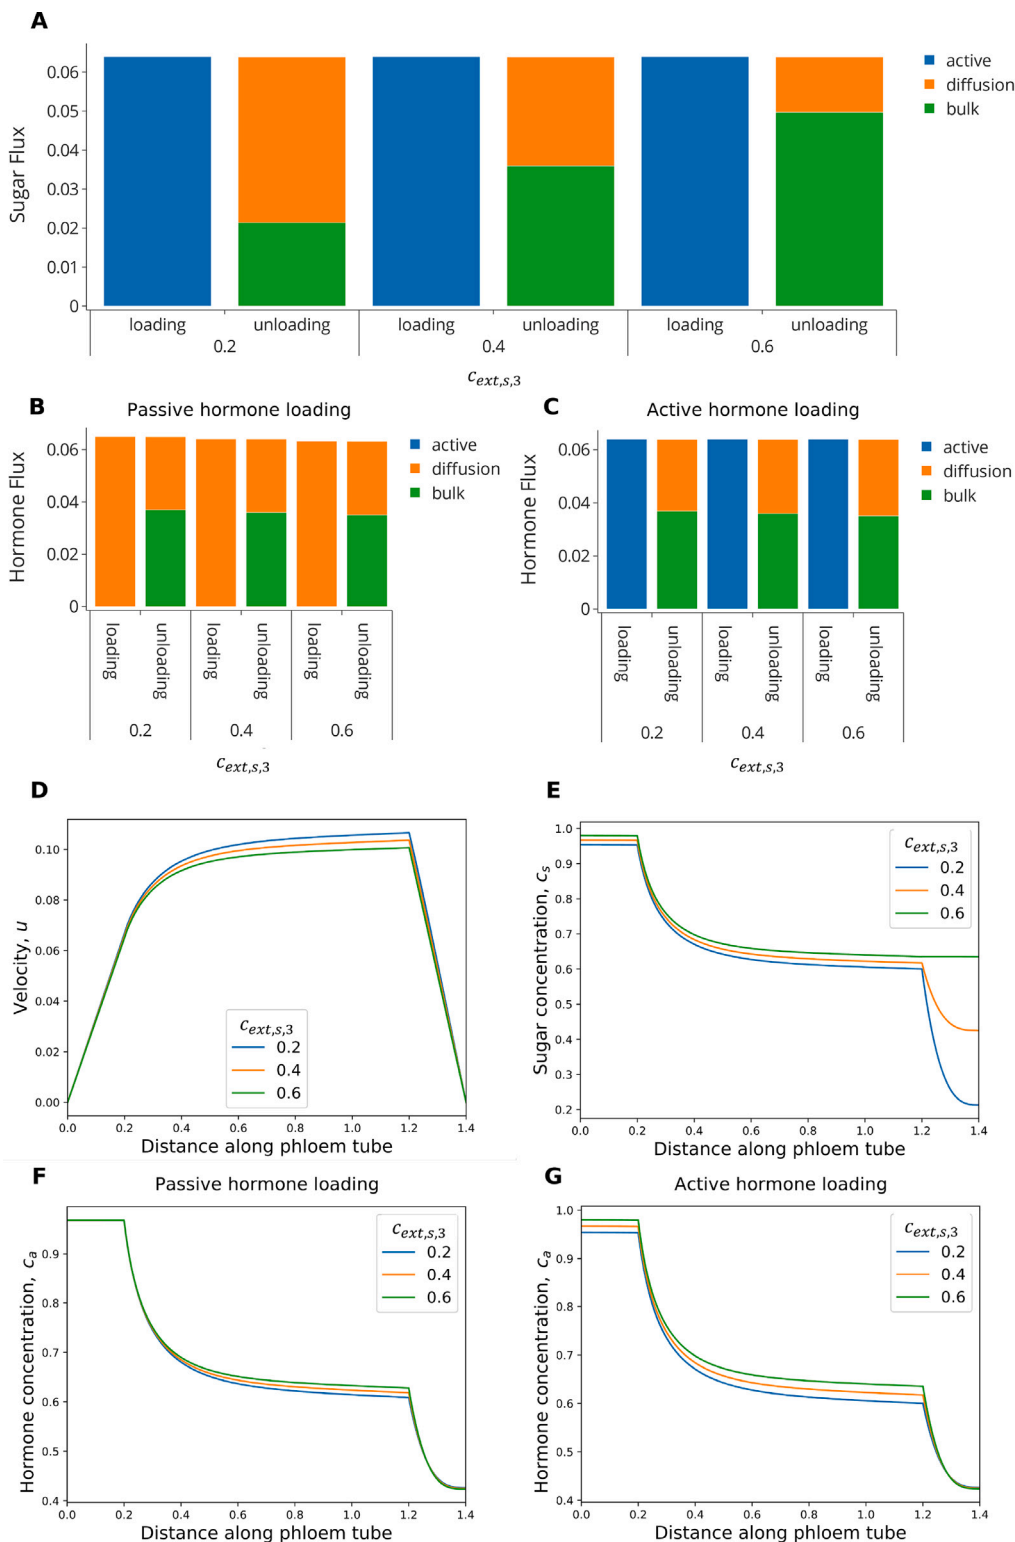 A
Sugar Flux
0.06
0.05
0.04
0.03
0.02
0.01
0
active
diffusion
bulk
loading unloading loading unloading loading unloading
0.2 0.4 0.6
c_ext,s,3
B Passive hormone loading
Hormone Flux
0.06
0.04
0.02
0
active
diffusion
bulk
loading unloading loading unloading loading unloading
0.2 0.4 0.6
c_ext,s,3
C Active hormone loading
Hormone Flux
0.06
0.04
0.02
0
active
diffusion
bulk
loading unloading loading unloading loading unloading
0.2 0.4 0.6
c_ext,s,3
D
Velocity, u
0.10
0.08
0.06
0.04
0.02
0.00
c_ext,s,3
0.2
0.4
0.6
0.0 0.2 0.4 0.6 0.8 1.0 1.2 1.4
Distance along phloem tube
E
Sugar concentration, c_s
1.0
0.9
0.8
0.7
0.6
0.5
0.4
0.3
0.2
c_ext,s,3
0.2
0.4
0.6
0.0 0.2 0.4 0.6 0.8 1.0 1.2 1.4
Distance along phloem tube
F Passive hormone loading
Hormone concentration, c_a
0.9
0.8
0.7
0.6
0.5
0.4
c_ext,s,3
0.2
0.4
0.6
0.0 0.2 0.4 0.6 0.8 1.0 1.2 1.4
Distance along phloem tube
G Active hormone loading
Hormone concentration, c_a
1.0
0.9
0.8
0.7
0.6
0.5
0.4
c_ext,s,3
0.2
0.4
0.6
0.0 0.2 0.4 0.6 0.8 1.0 1.2 1.4
Distance along phloem tube